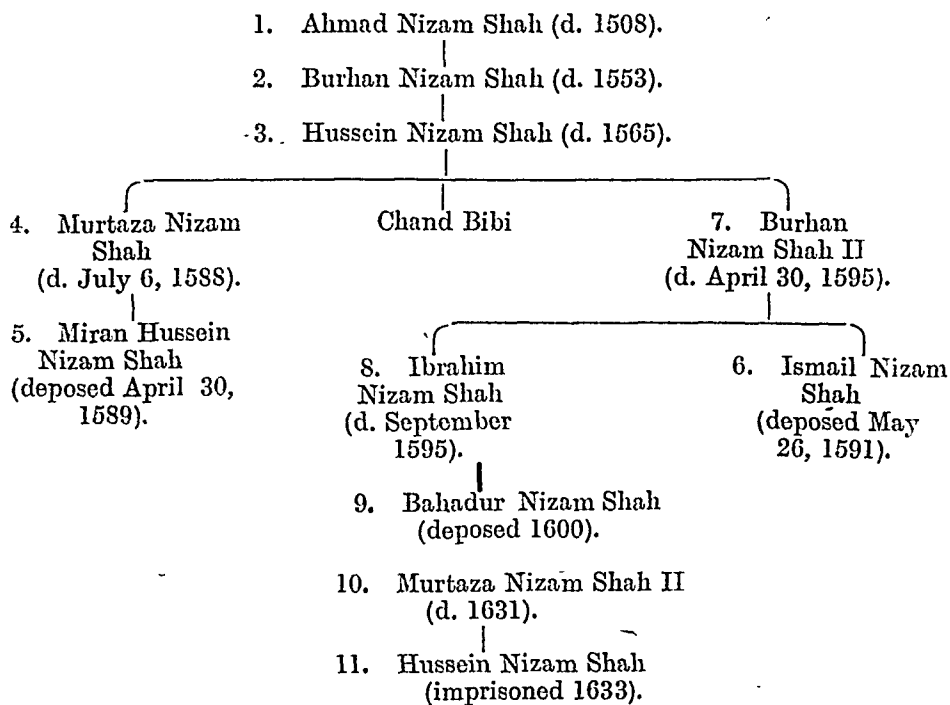 1. Ahmad Nizam Shah (d. 1508).
2. Burhan Nizam Shah (d. 1553).
3. Hussein Nizam Shah (d. 1565).
4. Murtaza Nizam
Shah
(d. July 6, 1588).
Chand Bibi
7. Burhan
Nizam Shah II
(d. April 30, 1595).
5. Miran Hussein
Nizam Shah
(deposed April 30,
1589).
8. Ibrahim
Nizam Shah
(d. September
1595).
6. Ismail Nizam
Shah
(deposed May
26, 1591).
9. Bahadur Nizam Shah
(deposed 1600).
10. Murtaza Nizam Shah II
(d. 1631).
11. Hussein Nizam Shah
(imprisoned 1633).